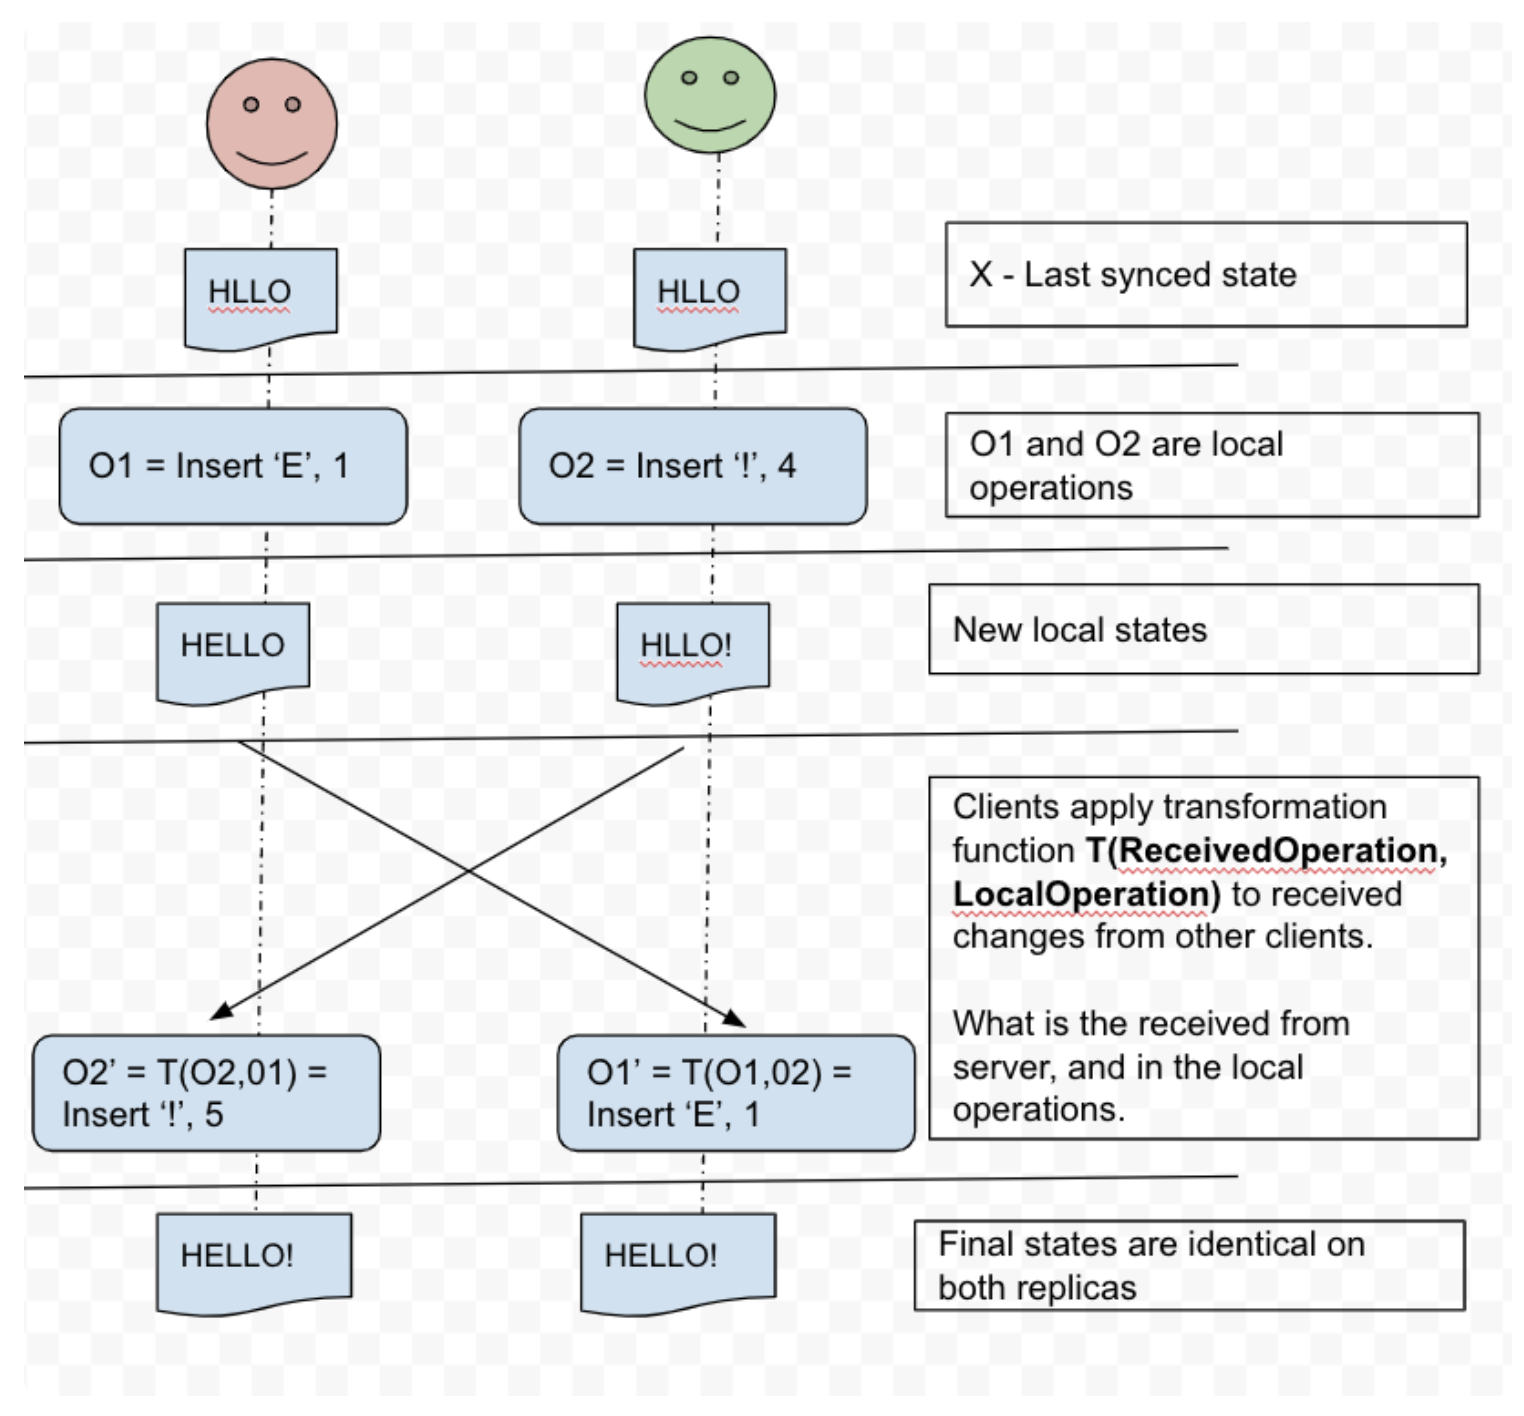 HLLO
HLLO
X - Last synced state
O1 = Insert ‘E’, 1
O2 = Insert ‘!’, 4
O1 and O2 are local
operations
HELLO
HLLO!
New local states
Clients apply transformation
function T(ReceivedOperation,
LocalOperation) to received
changes from other clients.
What is the received from
server, and in the local
operations.
O2’ = T(O2,01) =
Insert ‘!’, 5
O1’ = T(O1,02) =
Insert ‘E’, 1
HELLO!
HELLO!
Final states are identical on
both replicas